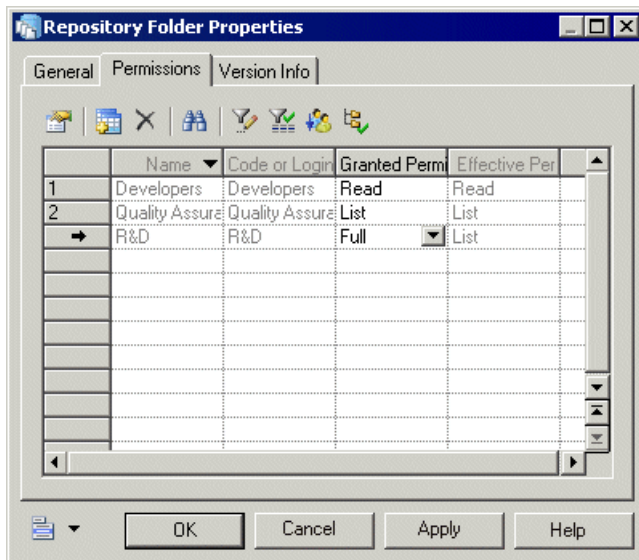 Repository Folder Properties
General Permissions Version Info
Name Code or Login Granted Permi Effective Per
1 Developers Developers Read Read
2 Quality Assura Quality Assura List List
R&D R&D Full List
OK Cancel Apply Help